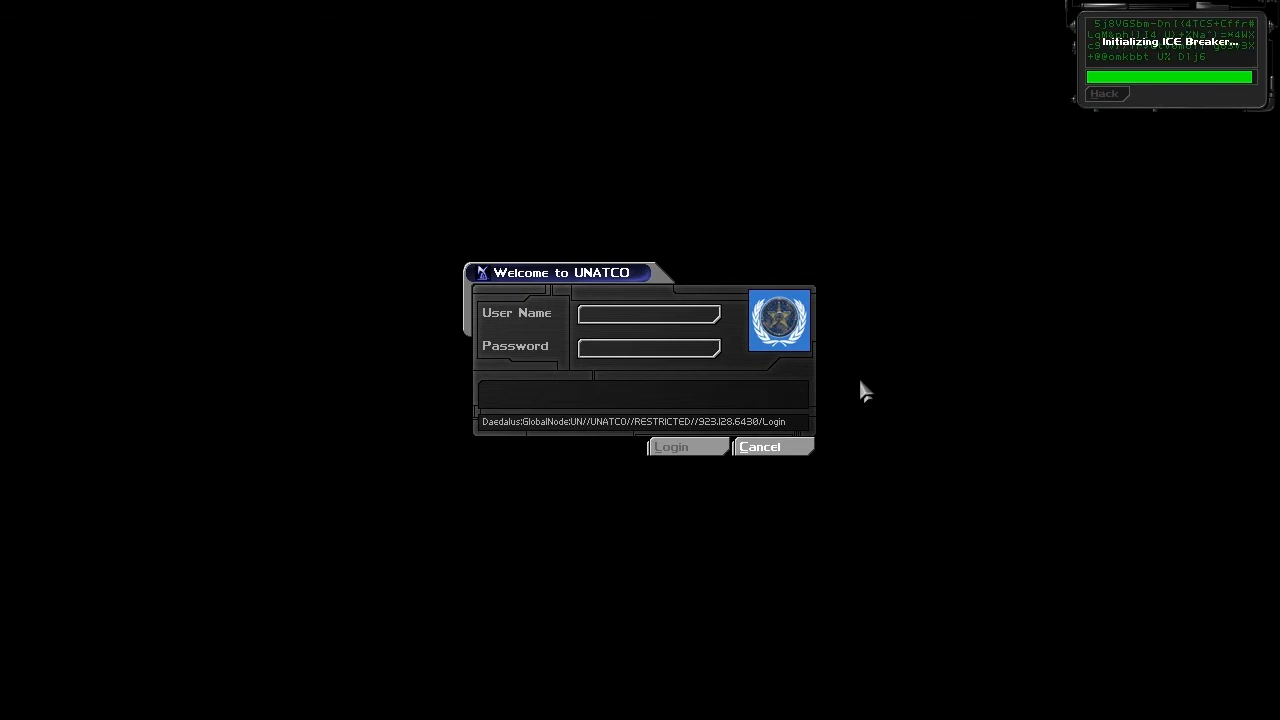 Initializing ICE Breaker...
Hack
Welcome to UNATCO
User Name
Password
Daedalus:GlobalNode:UN//UNATCO//RESTRICTED//923.128.6430/Login
Login
Cancel